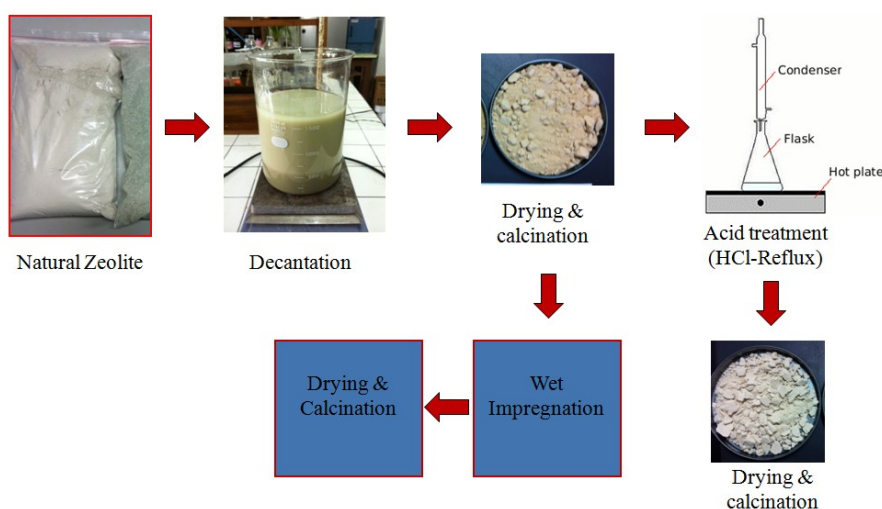 Condenser
Flask
Hot plate
Natural Zeolite
Decantation
Drying &
calcination
Acid treatment
(HCl-Reflux)
Drying &
Calcination
Wet
Impregnation
Drying &
calcination